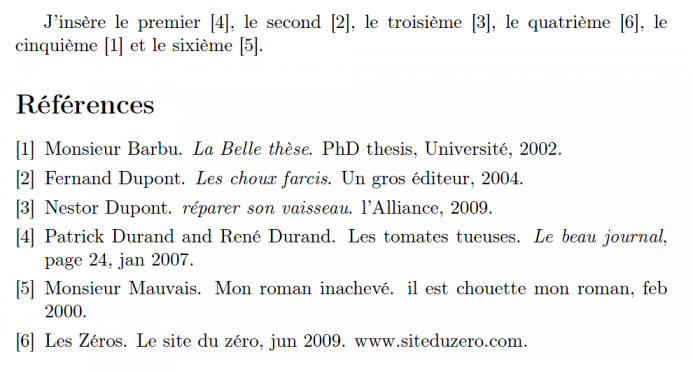 J'insère le premier [4], le second [2], le troisième [3], le quatrième [6], le
cinquième [1] et le sixième [5].
Références
[1] Monsieur Barbu. La Belle thèse. PhD thesis, Université, 2002.
[2] Fernand Dupont. Les choux farcis. Un gros éditeur, 2004.
[3] Nestor Dupont. réparer son vaisseau. l'Alliance, 2009.
[4] Patrick Durand and René Durand. Les tomates tueuses. Le beau journal,
page 24, jan 2007.
[5] Monsieur Mauvais. Mon roman inachevé. il est chouette mon roman, feb
2000.
[6] Les Zéros. Le site du zéro, jun 2009. www.siteduzero.com.